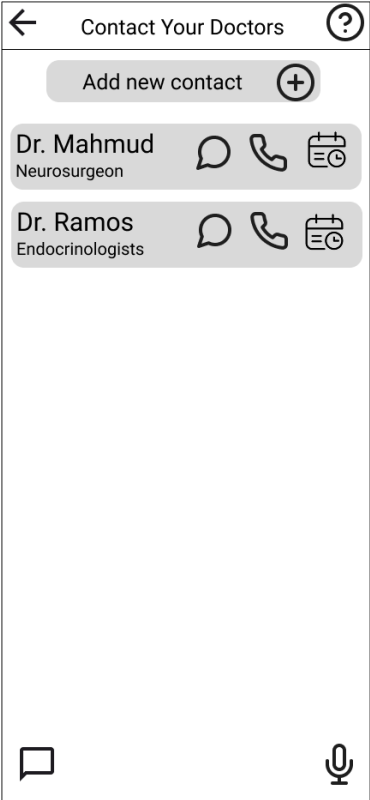 Contact Your Doctors
Add new contact
Dr. Mahmud
Neurosurgeon
Dr. Ramos
Endocrinologists